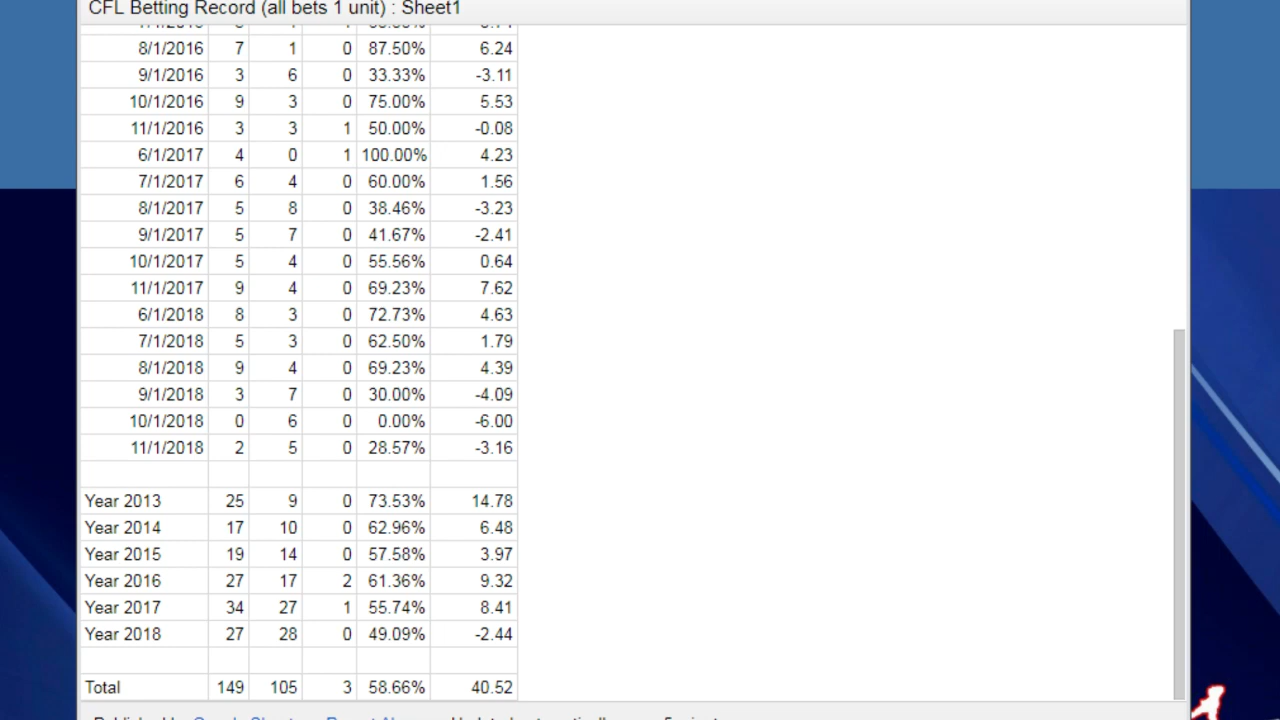 CFL Betting Record (all bets 1 unit) : Sheet1
8/1/2016 7 1 0 87.50% 6.24
9/1/2016 3 6 0 33.33% -3.11
10/1/2016 9 3 0 75.00% 5.53
11/1/2016 3 3 1 50.00% -0.08
6/1/2017 4 0 1 100.00% 4.23
7/1/2017 6 4 0 60.00% 1.56
8/1/2017 5 8 0 38.46% -3.23
9/1/2017 5 7 0 41.67% -2.41
10/1/2017 5 4 0 55.56% 0.64
11/1/2017 9 4 0 69.23% 7.62
6/1/2018 8 3 0 72.73% 4.63
7/1/2018 5 3 0 62.50% 1.79
8/1/2018 9 4 0 69.23% 4.39
9/1/2018 3 7 0 30.00% -4.09
10/1/2018 0 6 0 0.00% -6.00
11/1/2018 2 5 0 28.57% -3.16
Year 2013 25 9 0 73.53% 14.78
Year 2014 17 10 0 62.96% 6.48
Year 2015 19 14 0 57.58% 3.97
Year 2016 27 17 2 61.36% 9.32
Year 2017 34 27 1 55.74% 8.41
Year 2018 27 28 0 49.09% -2.44
Total 149 105 3 58.66% 40.52